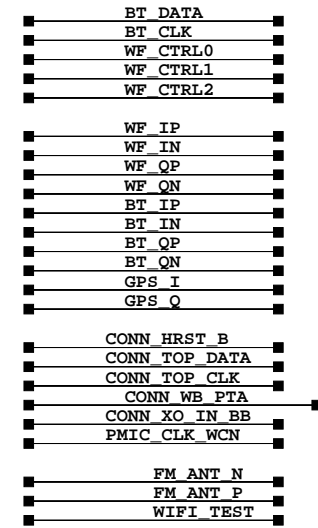 BT_DATA
BT_CLK
WF_CTRL0
WF_CTRL1
WF_CTRL2
WF_IP
WF_IN
WF_QP
WF_QN
BT_IP
BT_IN
BT_QP
BT_QN
GPS_I
GPS_Q
CONN_HRST_B
CONN_TOP_DATA
CONN_TOP_CLK
CONN_WB_PTA
CONN_XO_IN_BB
PMIC_CLK_WCN
FM_ANT_N
FM_ANT_P
WIFI_TEST